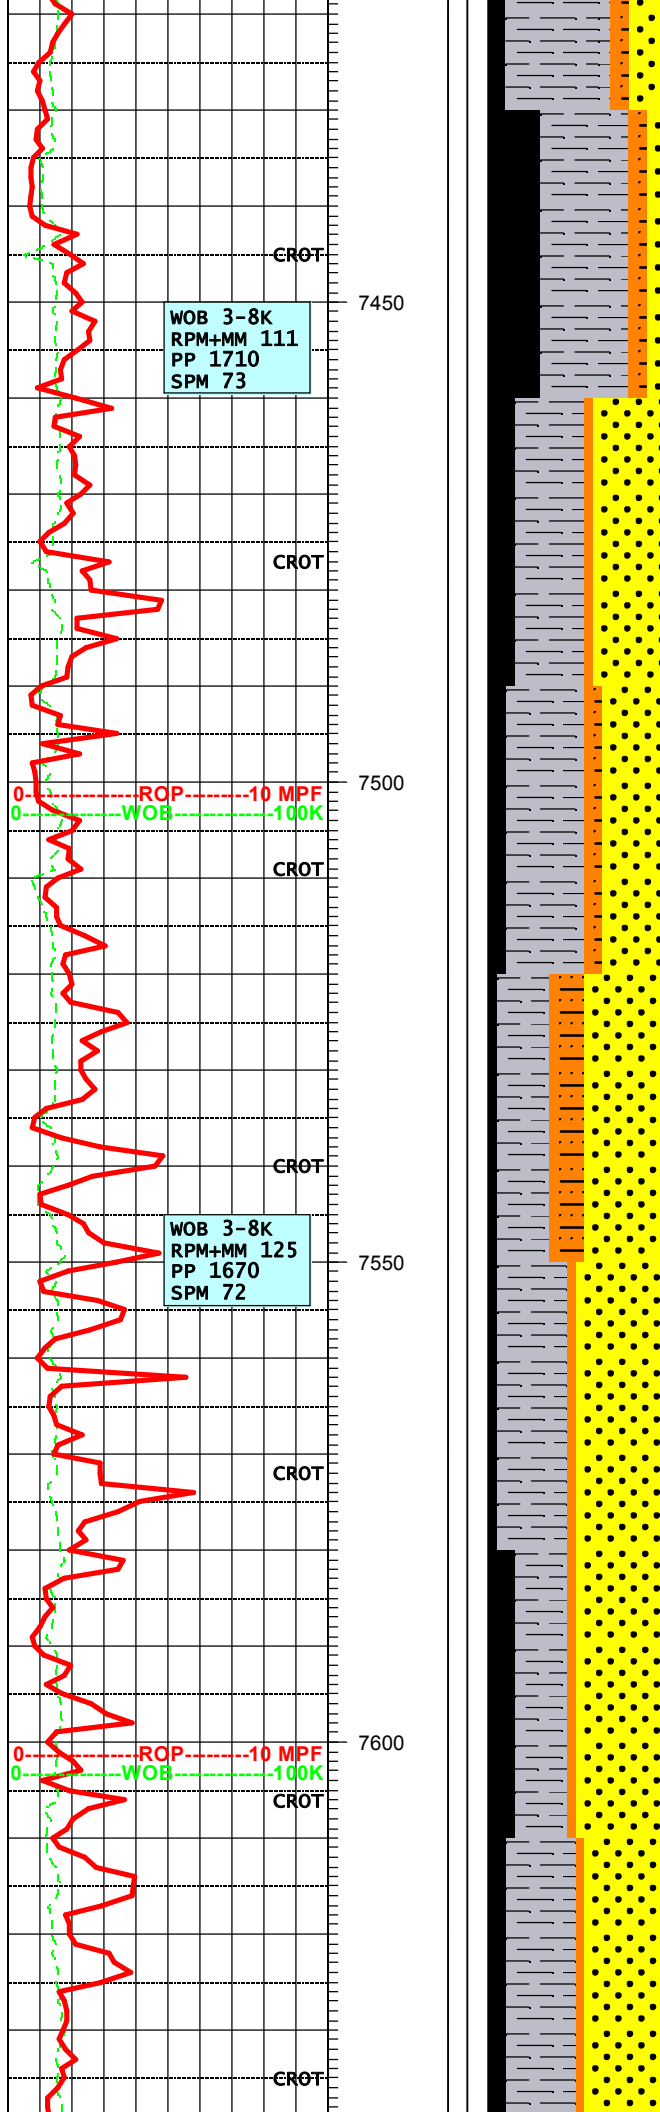 CROT
7450
WOB 3-8K
RPM+MM 111
PP 1710
SPM 73
CROT
7500
0------------ROP-------10 MPF
0----------WOB----------100K
CROT
CROT
WOB 3-8K
RPM+MM 125
PP 1670
SPM 72
7550
CROT
7600
0------------ROP-------10 MPF
0----------WOB----------100K
CROT
CROT